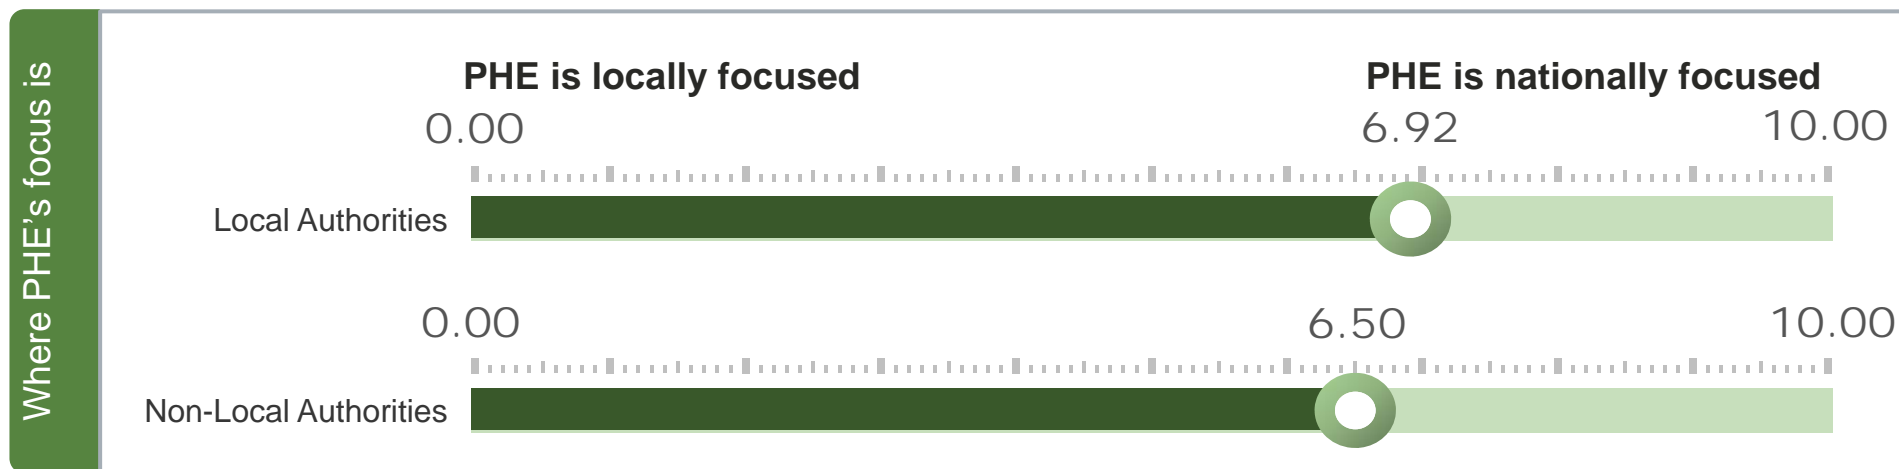 Where PHE's focus is
PHE is locally focused
PHE is nationally focused
0.00
6.92
10.00
Local Authorities
0.00
6.50
10.00
Non-Local Authorities